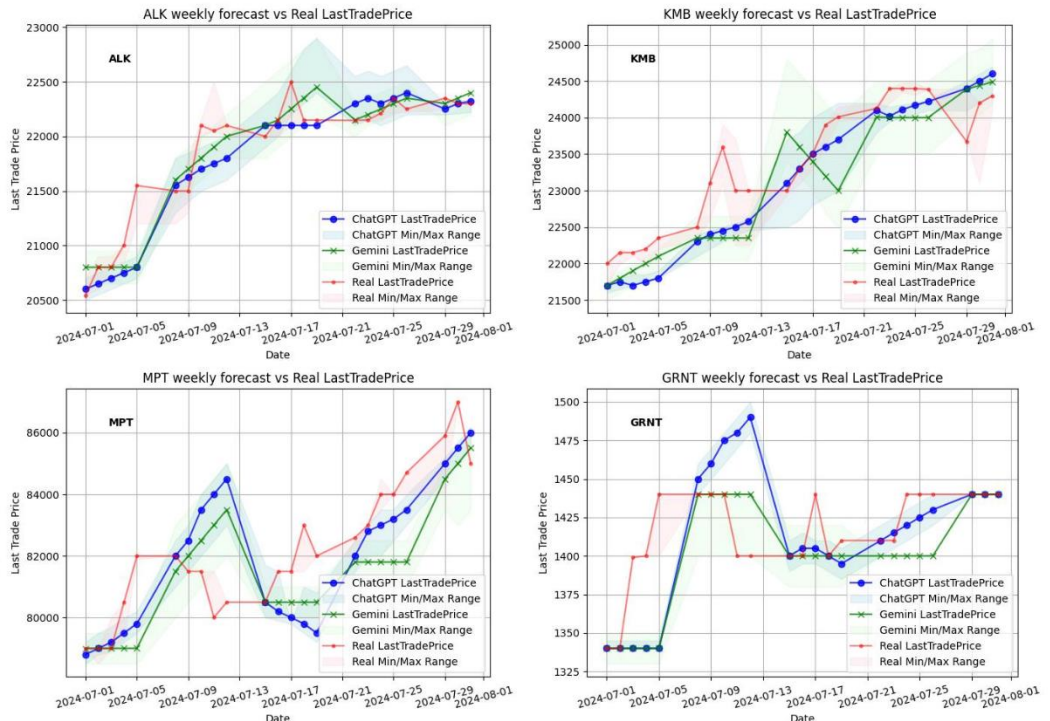 ALK weekly forecast vs Real LastTradePrice
ALK
Last Trade Price
23000
22500
22000
21500
21000
20500
ChatGPT LastTradePrice
ChatGPT Min/Max Range
Gemini LastTradePrice
Gemini Min/Max Range
Real LastTradePrice
Real Min/Max Range
2024-07-01
2024-07-05
2024-07-09
2024-07-13
2024-07-17
2024-07-21
2024-07-25
2024-07-29
2024-08-01
Date
KMB weekly forecast vs Real LastTradePrice
KMB
Last Trade Price
25000
24500
24000
23500
23000
22500
22000
21500
ChatGPT LastTradePrice
ChatGPT Min/Max Range
Gemini LastTradePrice
Gemini Min/Max Range
Real LastTradePrice
Real Min/Max Range
2024-07-01
2024-07-05
2024-07-09
2024-07-13
2024-07-17
2024-07-21
2024-07-25
2024-07-29
2024-08-01
Date
MPT weekly forecast vs Real LastTradePrice
MPT
Last Trade Price
86000
84000
82000
80000
ChatGPT LastTradePrice
ChatGPT Min/Max Range
Gemini LastTradePrice
Gemini Min/Max Range
Real LastTradePrice
Real Min/Max Range
2024-07-01
2024-07-05
2024-07-09
2024-07-13
2024-07-17
2024-07-21
2024-07-25
2024-07-29
2024-08-01
Date
GRNT weekly forecast vs Real LastTradePrice
GRNT
Last Trade Price
1500
1475
1450
1425
1400
1375
1350
1325
ChatGPT LastTradePrice
ChatGPT Min/Max Range
Gemini LastTradePrice
Gemini Min/Max Range
Real LastTradePrice
Real Min/Max Range
2024-07-01
2024-07-05
2024-07-09
2024-07-13
2024-07-17
2024-07-21
2024-07-25
2024-07-29
2024-08-01
Date